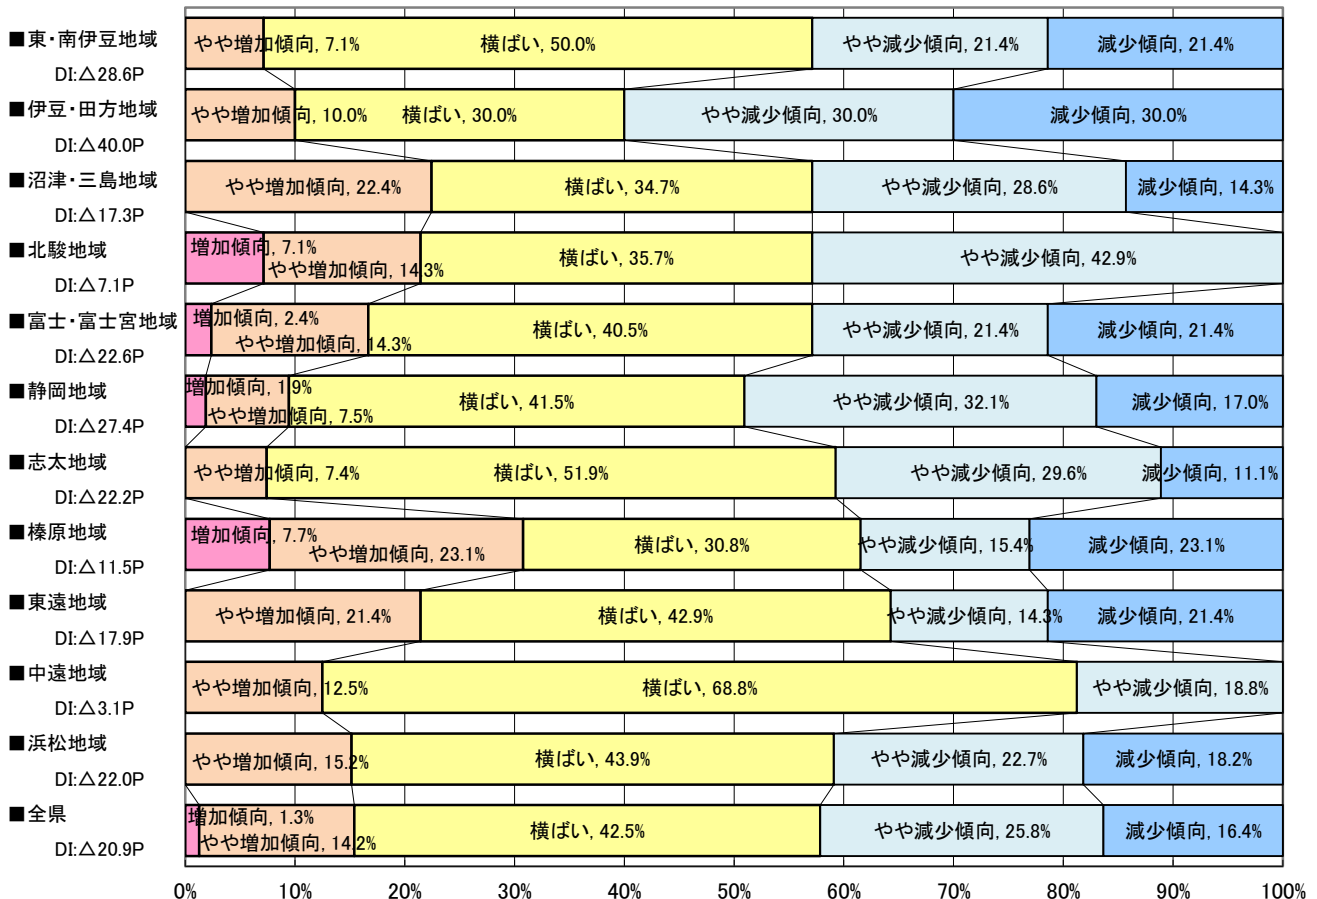 ■東・南伊豆地域
DI:△28.6P
やや増加傾向, 7.1%
横ばい, 50.0%
やや減少傾向, 21.4%
減少傾向, 21.4%
■伊豆・田方地域
DI:△40.0P
やや増加傾向, 10.0%
横ばい, 30.0%
やや減少傾向, 30.0%
減少傾向, 30.0%
■沼津・三島地域
DI:△17.3P
やや増加傾向, 22.4%
横ばい, 34.7%
やや減少傾向, 28.6%
減少傾向, 14.3%
■北駿地域
DI:△7.1P
増加傾向, 7.1%
やや増加傾向, 14.3%
横ばい, 35.7%
やや減少傾向, 42.9%
■富士・富士宮地域
DI:△22.6P
増加傾向, 2.4%
やや増加傾向, 14.3%
横ばい, 40.5%
やや減少傾向, 21.4%
減少傾向, 21.4%
■静岡地域
DI:△27.4P
増加傾向, 1.9%
やや増加傾向, 7.5%
横ばい, 41.5%
やや減少傾向, 32.1%
減少傾向, 17.0%
■志太地域
DI:△22.2P
やや増加傾向, 7.4%
横ばい, 51.9%
やや減少傾向, 29.6%
減少傾向, 11.1%
■榛原地域
DI:△11.5P
増加傾向, 7.7%
やや増加傾向, 23.1%
横ばい, 30.8%
やや減少傾向, 15.4%
減少傾向, 23.1%
■東遠地域
DI:△17.9P
やや増加傾向, 21.4%
横ばい, 42.9%
やや減少傾向, 14.3%
減少傾向, 21.4%
■中遠地域
DI:△3.1P
やや増加傾向, 12.5%
横ばい, 68.8%
やや減少傾向, 18.8%
■浜松地域
DI:△22.0P
やや増加傾向, 15.2%
横ばい, 43.9%
やや減少傾向, 22.7%
減少傾向, 18.2%
■全県
DI:△20.9P
増加傾向, 1.3%
やや増加傾向, 14.2%
横ばい, 42.5%
やや減少傾向, 25.8%
減少傾向, 16.4%
0% 10% 20% 30% 40% 50% 60% 70% 80% 90% 100%